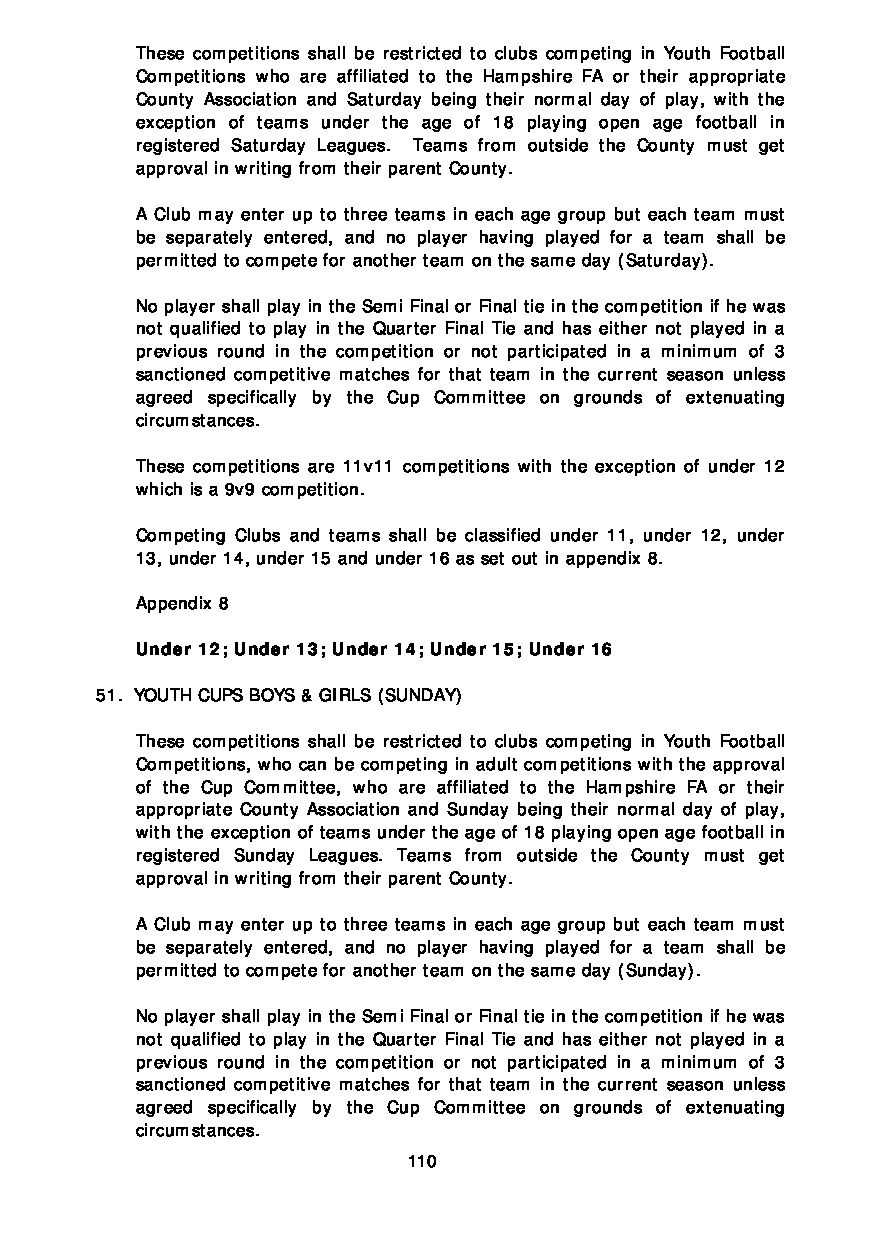 These competitions shall be restricted to clubs competing in Youth Football
Competitions who are affiliated to the Hampshire FA or their appropriate
County Association and Saturday being their normal day of play, with the
exception of teams under the age of 18 playing open age football in
registered Saturday Leagues. Teams from outside the County must get
approval in writing from their parent County.
A Club may enter up to three teams in each age group but each team must
be separately entered, and no player having played for a team shall be
permitted to compete for another team on the same day (Saturday).
No player shall play in the Semi Final or Final tie in the competition if he was
not qualified to play in the Quarter Final Tie and has either not played in a
previous round in the competition or not participated in a minimum of 3
sanctioned competitive matches for that team in the current season unless
agreed specifically by the Cup Committee on grounds of extenuating
circumstances.
These competitions are 11v11 competitions with the exception of under 12
which is a 9v9 competition.
Competing Clubs and teams shall be classified under 11, under 12, under
13, under 14, under 15 and under 16 as set out in appendix 8.
Appendix 8
Under 12; Under 13; Under 14; Under 15; Under 16
51. YOUTH CUPS BOYS & GIRLS (SUNDAY)
These competitions shall be restricted to clubs competing in Youth Football
Competitions, who can be competing in adult competitions with the approval
of the Cup Committee, who are affiliated to the Hampshire FA or their
appropriate County Association and Sunday being their normal day of play,
with the exception of teams under the age of 18 playing open age football in
registered Sunday Leagues. Teams from outside the County must get
approval in writing from their parent County.
A Club may enter up to three teams in each age group but each team must
be separately entered, and no player having played for a team shall be
permitted to compete for another team on the same day (Sunday).
No player shall play in the Semi Final or Final tie in the competition if he was
not qualified to play in the Quarter Final Tie and has either not played in a
previous round in the competition or not participated in a minimum of 3
sanctioned competitive matches for that team in the current season unless
agreed specifically by the Cup Committee on grounds of extenuating
circumstances.
110